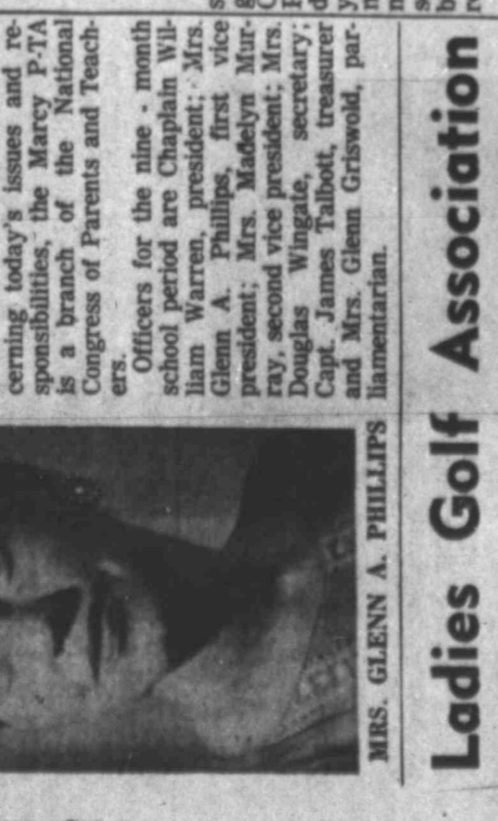 cerning today's issues and re-
sponsibilities, the Marcy P-TA
is a branch of the National
Congress of Parents and Teach-
ers.
Officers for the nine - month
school period are Chaplain Wil-
liam Warren, president; Mrs.
Glenn A. Phillips, first vice
president; Mrs. Madelyn Mur-
ray, second vice president; Mrs.
Douglas Wingate, secretary;
Capt. James Talbott, treasurer
and Mrs. Glenn Griswold, par-
liamentarian.
MRS. GLENN A. PHILLIPS
Ladies Golf Association